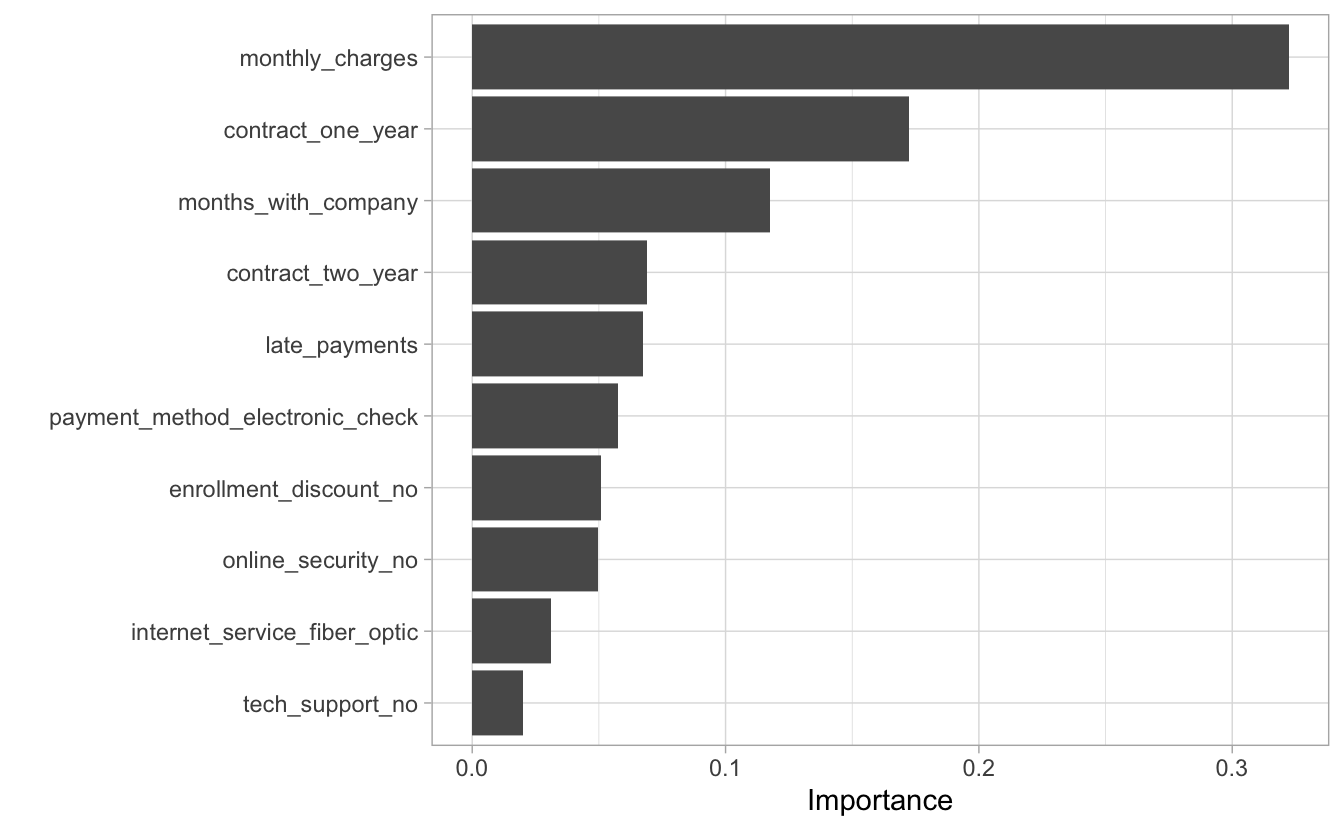 monthly_charges
contract_one_year
months_with_company
contract_two_year
late_payments
payment_method_electronic_check
enrollment_discount_no
online_security_no
internet_service_fiber_optic
tech_support_no
0.0 0.1 0.2 0.3
Importance